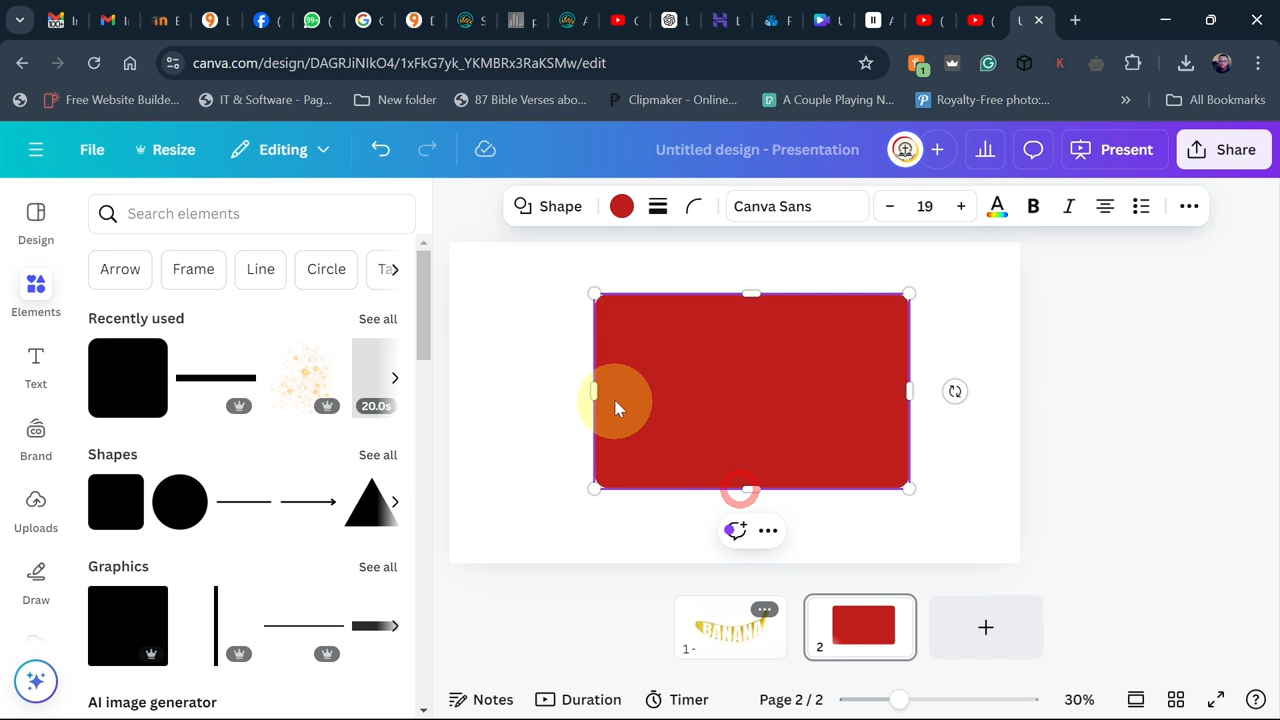 canva.com/design/DAGRJiNIkO4/1xFkG7yk_YKMBRx3RaKSMw/edit
Free Website Builde...
IT & Software - Pag...
New folder
87 Bible Verses abo...
Clipmaker - Online...
A Couple Playing N...
Royalty-Free photo:...
All Bookmarks
File
Resize
Editing
Untitled design - Presentation
Present
Share
Search elements
Shape
Canva Sans
19
Design
Elements
Text
Brand
Uploads
Draw
Arrow
Frame
Line
Circle
Recently used
See all
20.0s
Shapes
See all
Graphics
See all
AI image generator
BANANA
1
2
Notes
Duration
Timer
Page 2 / 2
30%